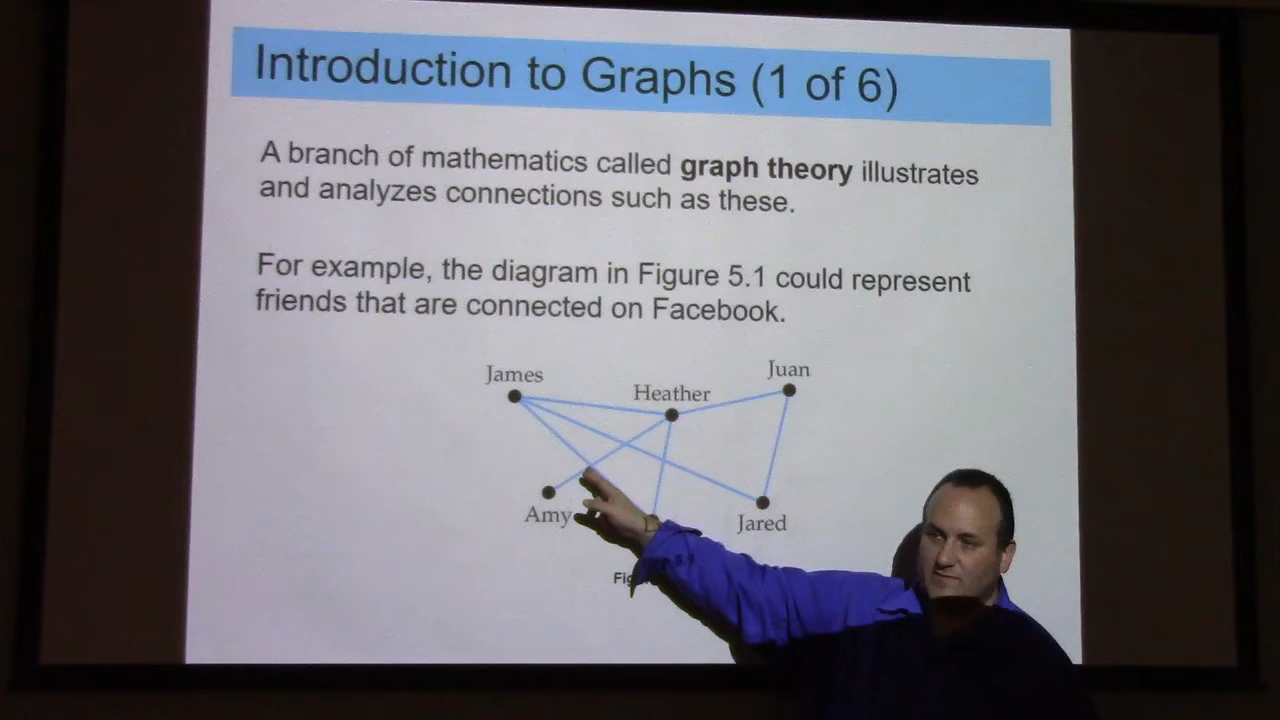 Introduction to Graphs (1 of 6)
A branch of mathematics called graph theory illustrates
and analyzes connections such as these.
For example, the diagram in Figure 5.1 could represent
friends that are connected on Facebook.
James
Heather
Juan
Amy
Jared